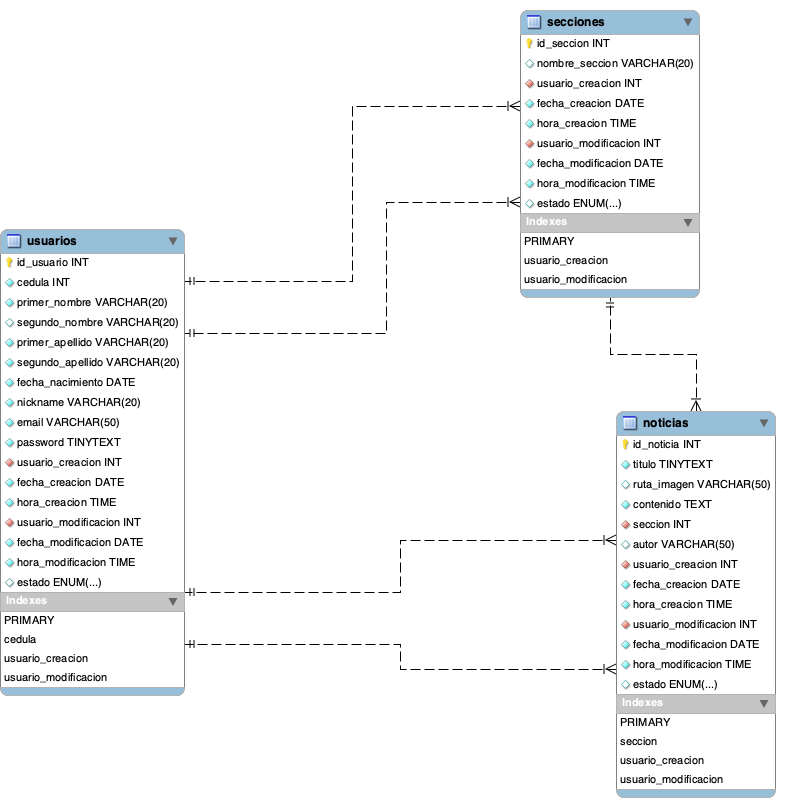 secciones
id_seccion INT
nombre_seccion VARCHAR(20)
usuario_creacion INT
fecha_creacion DATE
hora_creacion TIME
usuario_modificacion INT
fecha_modificacion DATE
hora_modificacion TIME
estado ENUM(...)
Indexes
PRIMARY
usuario_creacion
usuario_modificacion
usuarios
id_usuario INT
cedula INT
primer_nombre VARCHAR(20)
segundo_nombre VARCHAR(20)
primer_apellido VARCHAR(20)
segundo_apellido VARCHAR(20)
fecha_nacimiento DATE
nickname VARCHAR(20)
email VARCHAR(50)
password TINYTEXT
usuario_creacion INT
fecha_creacion DATE
hora_creacion TIME
usuario_modificacion INT
fecha_modificacion DATE
hora_modificacion TIME
estado ENUM(...)
Indexes
PRIMARY
cedula
usuario_creacion
usuario_modificacion
noticias
id_noticia INT
titulo TINYTEXT
ruta_imagen VARCHAR(50)
contenido TEXT
seccion INT
autor VARCHAR(50)
usuario_creacion INT
fecha_creacion DATE
hora_creacion TIME
usuario_modificacion INT
fecha_modificacion DATE
hora_modificacion TIME
estado ENUM(...)
Indexes
PRIMARY
seccion
usuario_creacion
usuario_modificacion